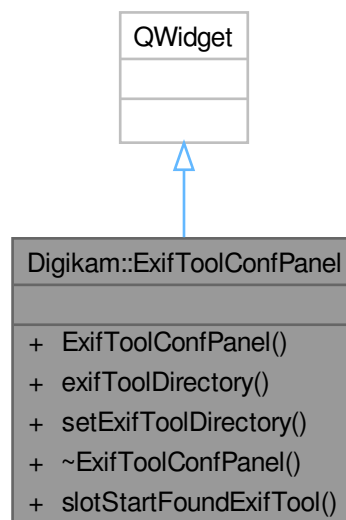 QWidget
Digikam::ExifToolConfPanel
+ ExifToolConfPanel()
+ exifToolDirectory()
+ setExifToolDirectory()
+ ~ExifToolConfPanel()
+ slotStartFoundExifTool()